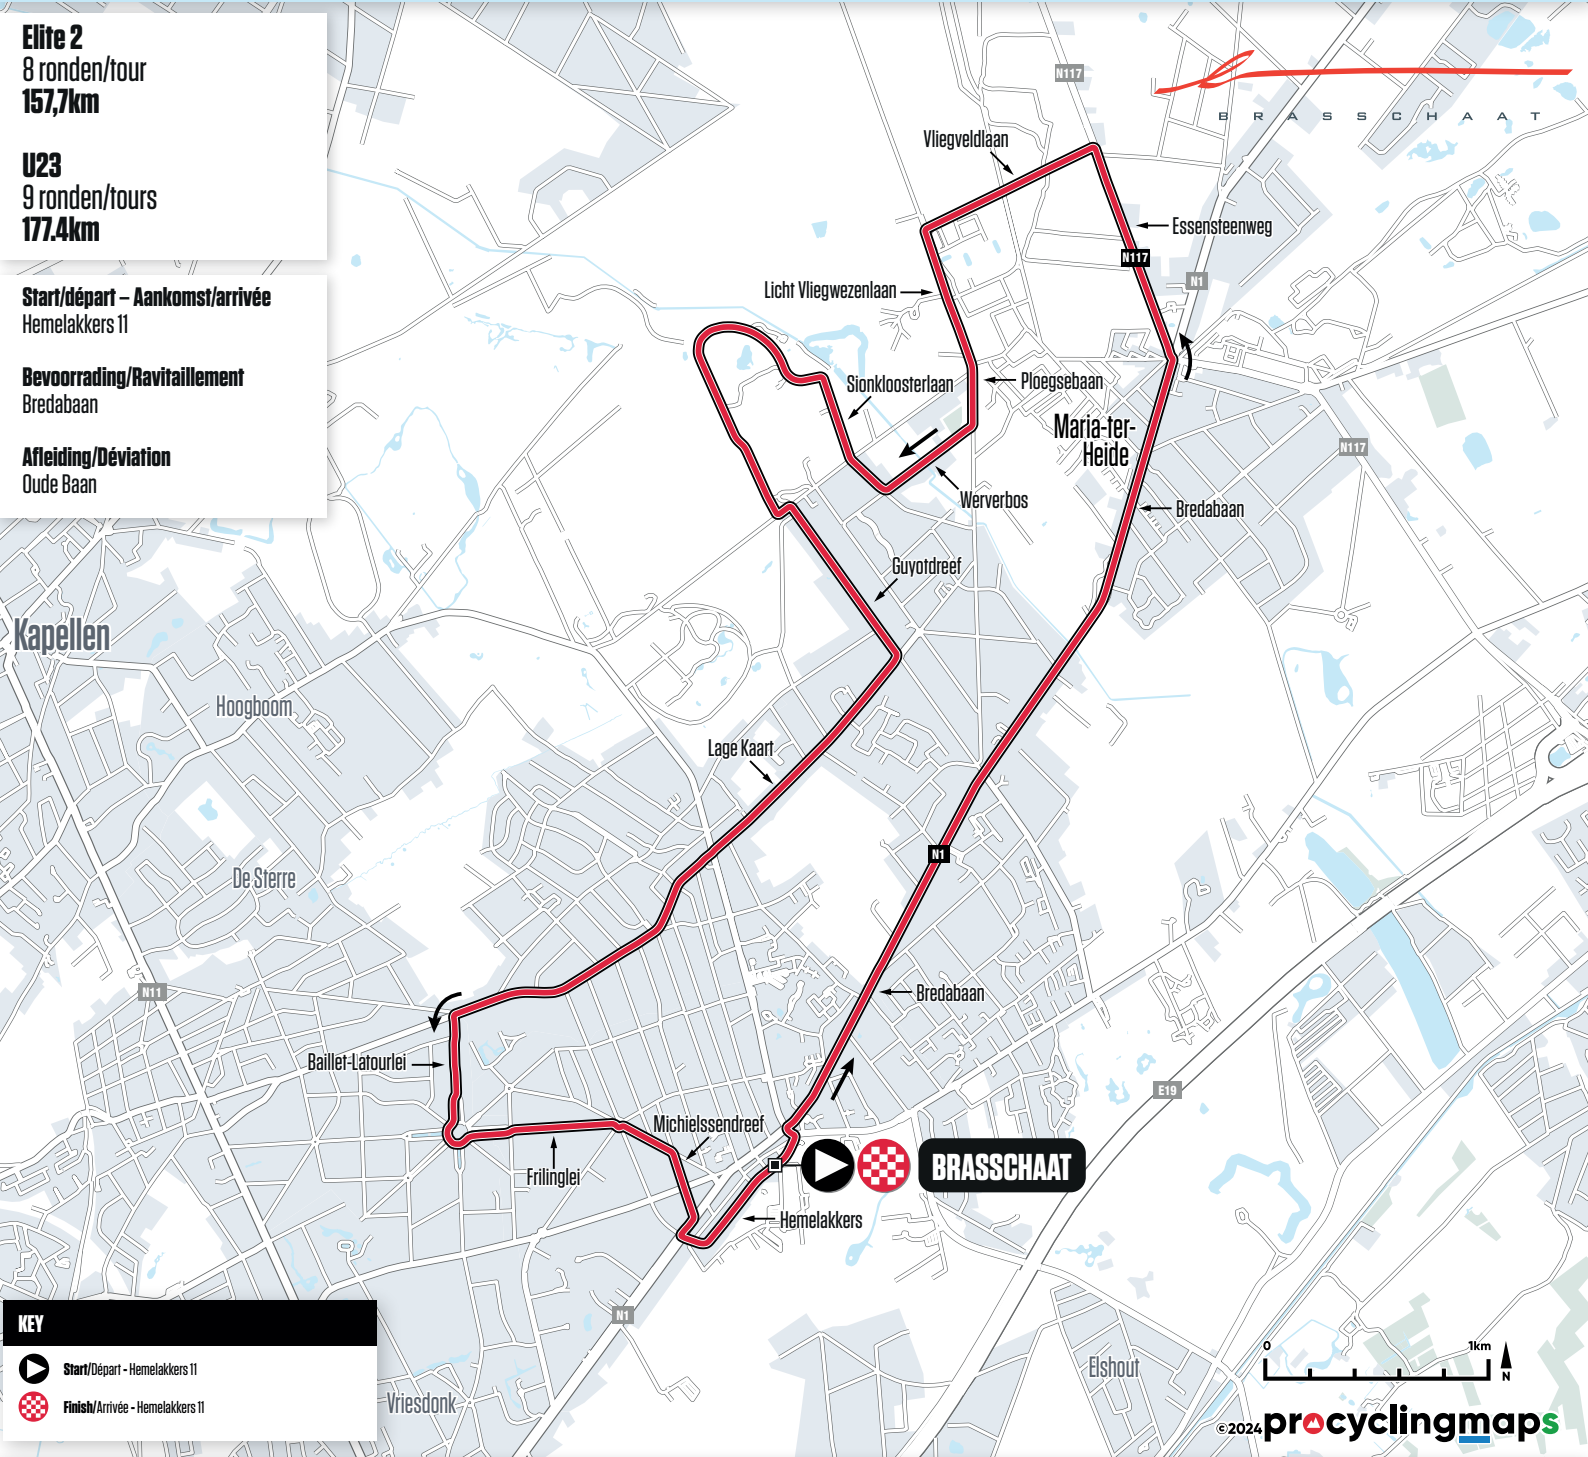 Elite 2
8 ronden/tour
157,7km
U23
9 ronden/tours
177.4km
Start/départ – Aankomst/arrivée
Hemelakkers 11
Bevoorrading/Ravitaillement
Bredabaan
Afleiding/Déviation
Oude Baan
BRASSCHAAT
N117
Vliegveldlaan
Essensteenweg
N117
N1
Licht Vliegwezenlaan
Sionkloosterlaan
Ploegsebaan
Maria-ter-
Heide
N117
Werverbos
Bredabaan
Guyotdreef
Kapellen
Hoogboom
Lage Kaart
N1
De Sterre
N11
Bredabaan
Baillet-Latourlei
E19
Michielssendreef
Frilinglei
BRASSCHAAT
Hemelakkers
N1
Elshout
Vriesdonk
KEY
Start/Départ - Hemelakkers 11
Finish/Arrivée - Hemelakkers 11
0 1km
N
©2024 procyclingmaps